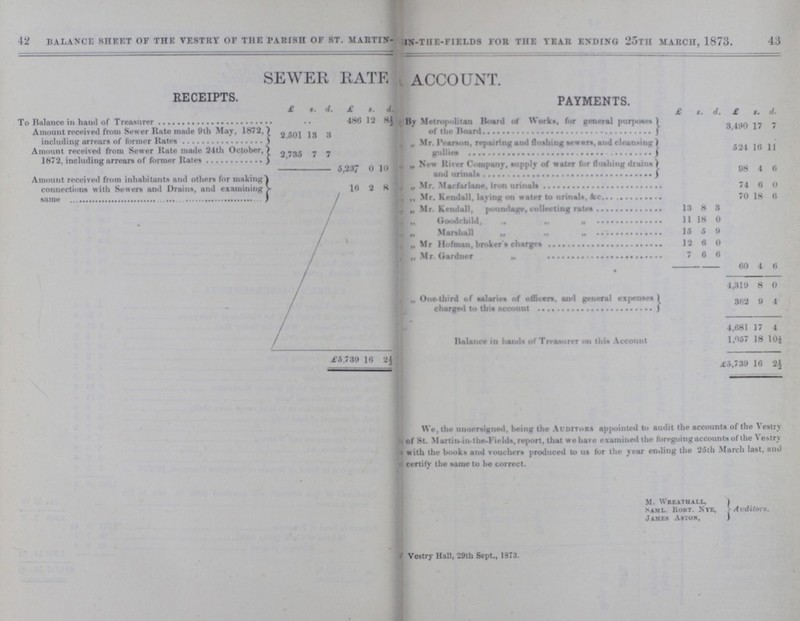 42 BALANCE SHEET OF THE VESTRY OF THE PARISH OF ST. MARTIN-
SEWER RATE
RECEIPTS.
£ s. d. £ s. d.
To Balance in hand of Treasurer .. 486 12 8½
Amount received from Sewer Rate made 9th May, 1872,
including arrears of former Rates 2,501 13 3
Amount received from Sewer Rate made 24th October,
1872, including arrears of former Rates 2,735 7 7
5,237 0 10
Amount received from inhabitants and others for making
connections with Sewers and Drains, and examining
same 16 2 8
£5,739 16 2½
IN-THE-FIELDS FOR THE YEAR ENDING 25TH MARCH, 1873. 43
ACCOUNT.
PAYMENTS.
£ s. d. £ s. d.
By Metropolitan Board of Works, for general purposes
of the Board 3,490 17 7
„ Mr. Pearson, repairing and flushing sewers, and cleansing
gullies 524 16 11
„ New River Company, supply of water for flushing drains
and urinals 98 4 6
„ Mr. Macfarlane, iron urinals 74 6 0
„ Mr. Kendall, laying on water to urinals, &c. 70 18 6
„ Mr. Kendall, poundage, collecting rates 13 8 3
„ Goodchild, „ „ „ 11 18 0
„ Marshall „ „ „ 15 5 9
„ Mr Hofman, broker's charges 12 6 0
„ Mr. Gardner „ 7 6 6
60 4 6
4,319 8 0
„ One-third of salaries of officers, and general expenses
charged to this account 362 9 4
4,681 17 4
Balance in hands of Treasurer on this Account 1,057 18 10½
£5,739 16 2½
We, the undersigned, being the AUDITORS appointed to audit the accounts of the Vestry
of St. Martin-in-the-Fields, report, that we have examined the foregoing accounts of the Vestry
with the books and vouchers produced to us for the year ending the 25th March last, and
certify the same to be correct.
M. WREATHALL,
SAML. ROBT. NYE,
JAMES ASTON,
Auditors.
Vestry Hall, 29th Sept., 1873.